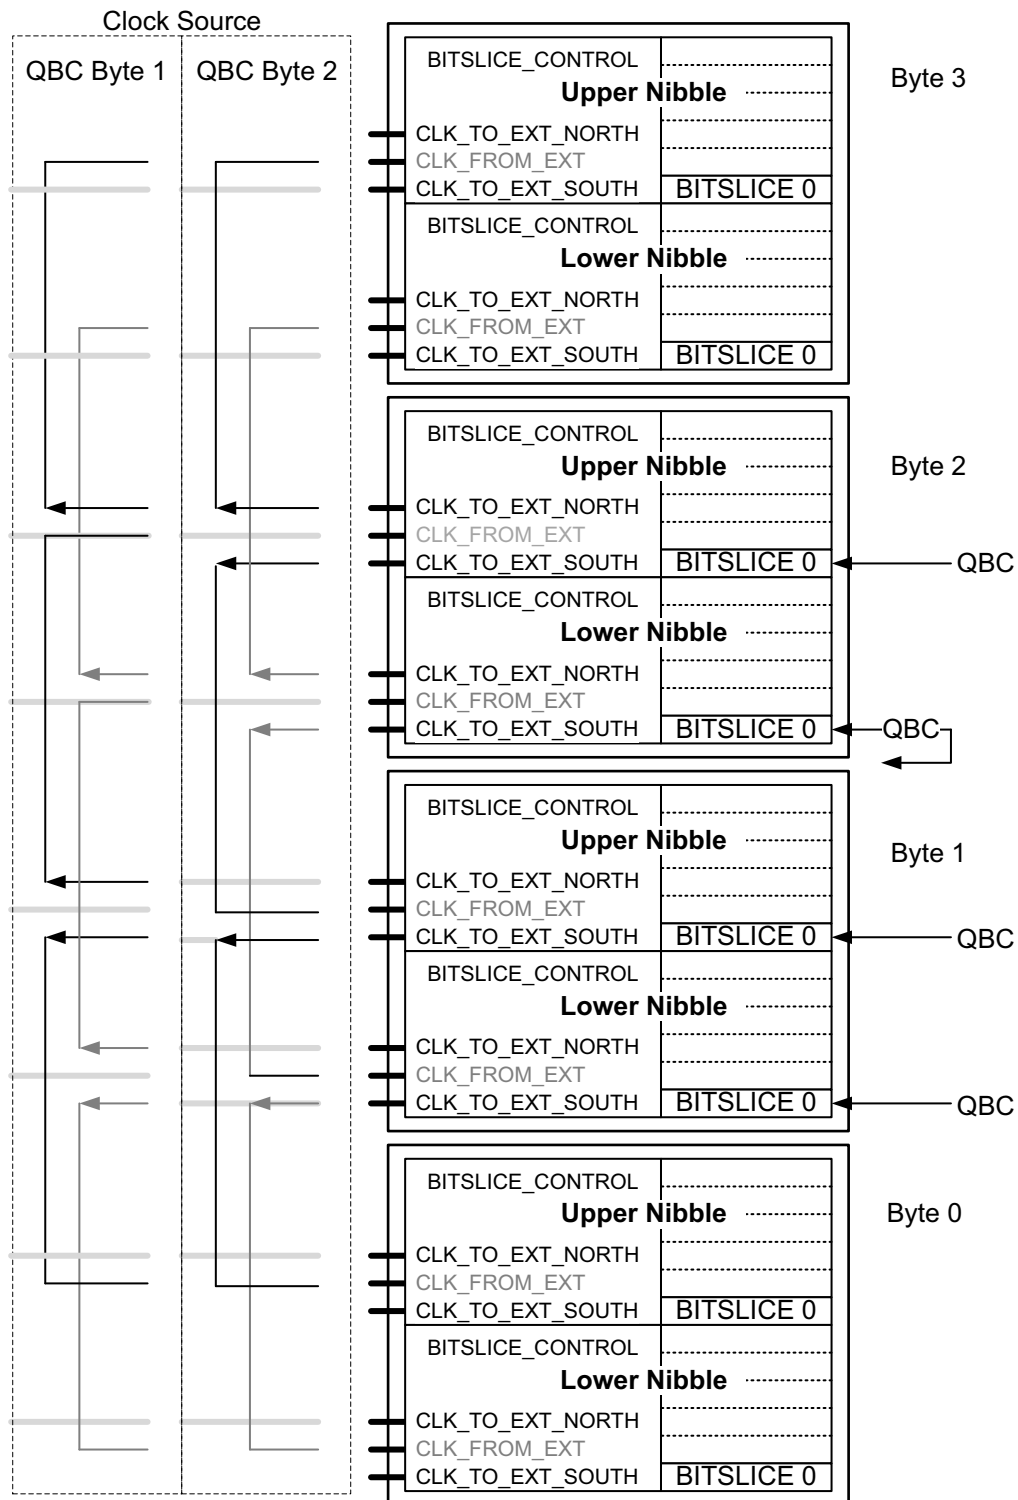 Clock Source
QBC Byte 1
QBC Byte 2
BITSLICE_CONTROL
Upper Nibble
Byte 3
CLK_TO_EXT_NORTH
CLK_FROM_EXT
CLK_TO_EXT_SOUTH
BITSLICE 0
BITSLICE_CONTROL
Lower Nibble
CLK_TO_EXT_NORTH
CLK_FROM_EXT
CLK_TO_EXT_SOUTH
BITSLICE 0
BITSLICE_CONTROL
Upper Nibble
Byte 2
CLK_TO_EXT_NORTH
CLK_FROM_EXT
CLK_TO_EXT_SOUTH
BITSLICE 0
QBC
BITSLICE_CONTROL
Lower Nibble
CLK_TO_EXT_NORTH
CLK_FROM_EXT
CLK_TO_EXT_SOUTH
BITSLICE 0
QBC
BITSLICE_CONTROL
Upper Nibble
Byte 1
CLK_TO_EXT_NORTH
CLK_FROM_EXT
CLK_TO_EXT_SOUTH
BITSLICE 0
QBC
BITSLICE_CONTROL
Lower Nibble
CLK_TO_EXT_NORTH
CLK_FROM_EXT
CLK_TO_EXT_SOUTH
BITSLICE 0
QBC
BITSLICE_CONTROL
Upper Nibble
Byte 0
CLK_TO_EXT_NORTH
CLK_FROM_EXT
CLK_TO_EXT_SOUTH
BITSLICE 0
BITSLICE_CONTROL
Lower Nibble
CLK_TO_EXT_NORTH
CLK_FROM_EXT
CLK_TO_EXT_SOUTH
BITSLICE 0